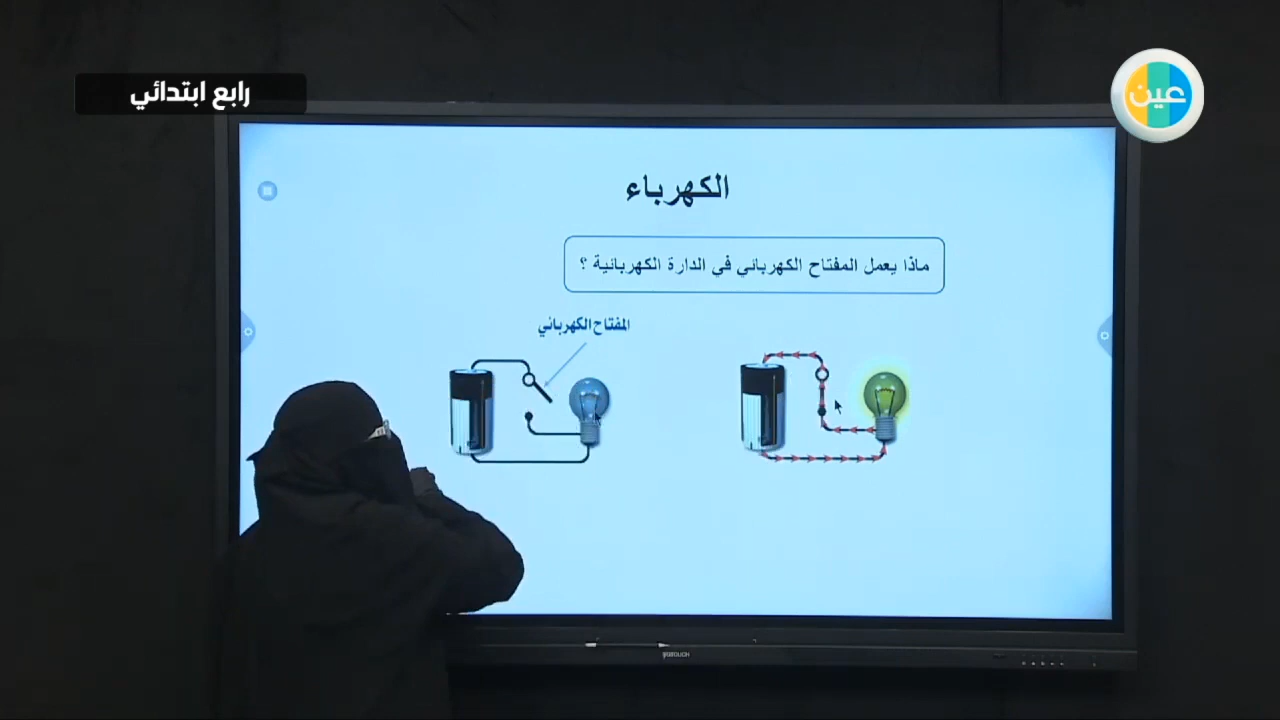 رابع ابتدائي
عين
الكهرباء
ماذا يعمل المفتاح الكهربائي في الدارة الكهربائية ؟
المفتاح الكهربائي